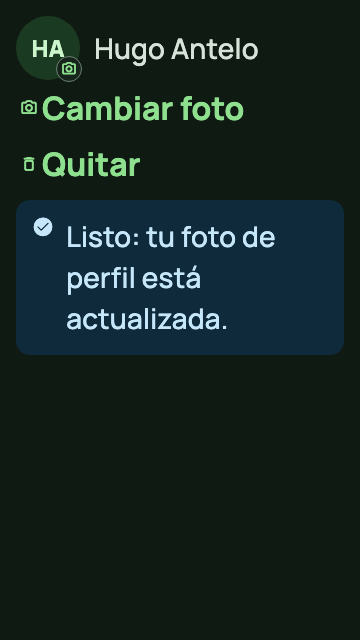 HA
Hugo Antelo
Cambiar foto
Quitar
Listo: tu foto de
perfil está
actualizada.